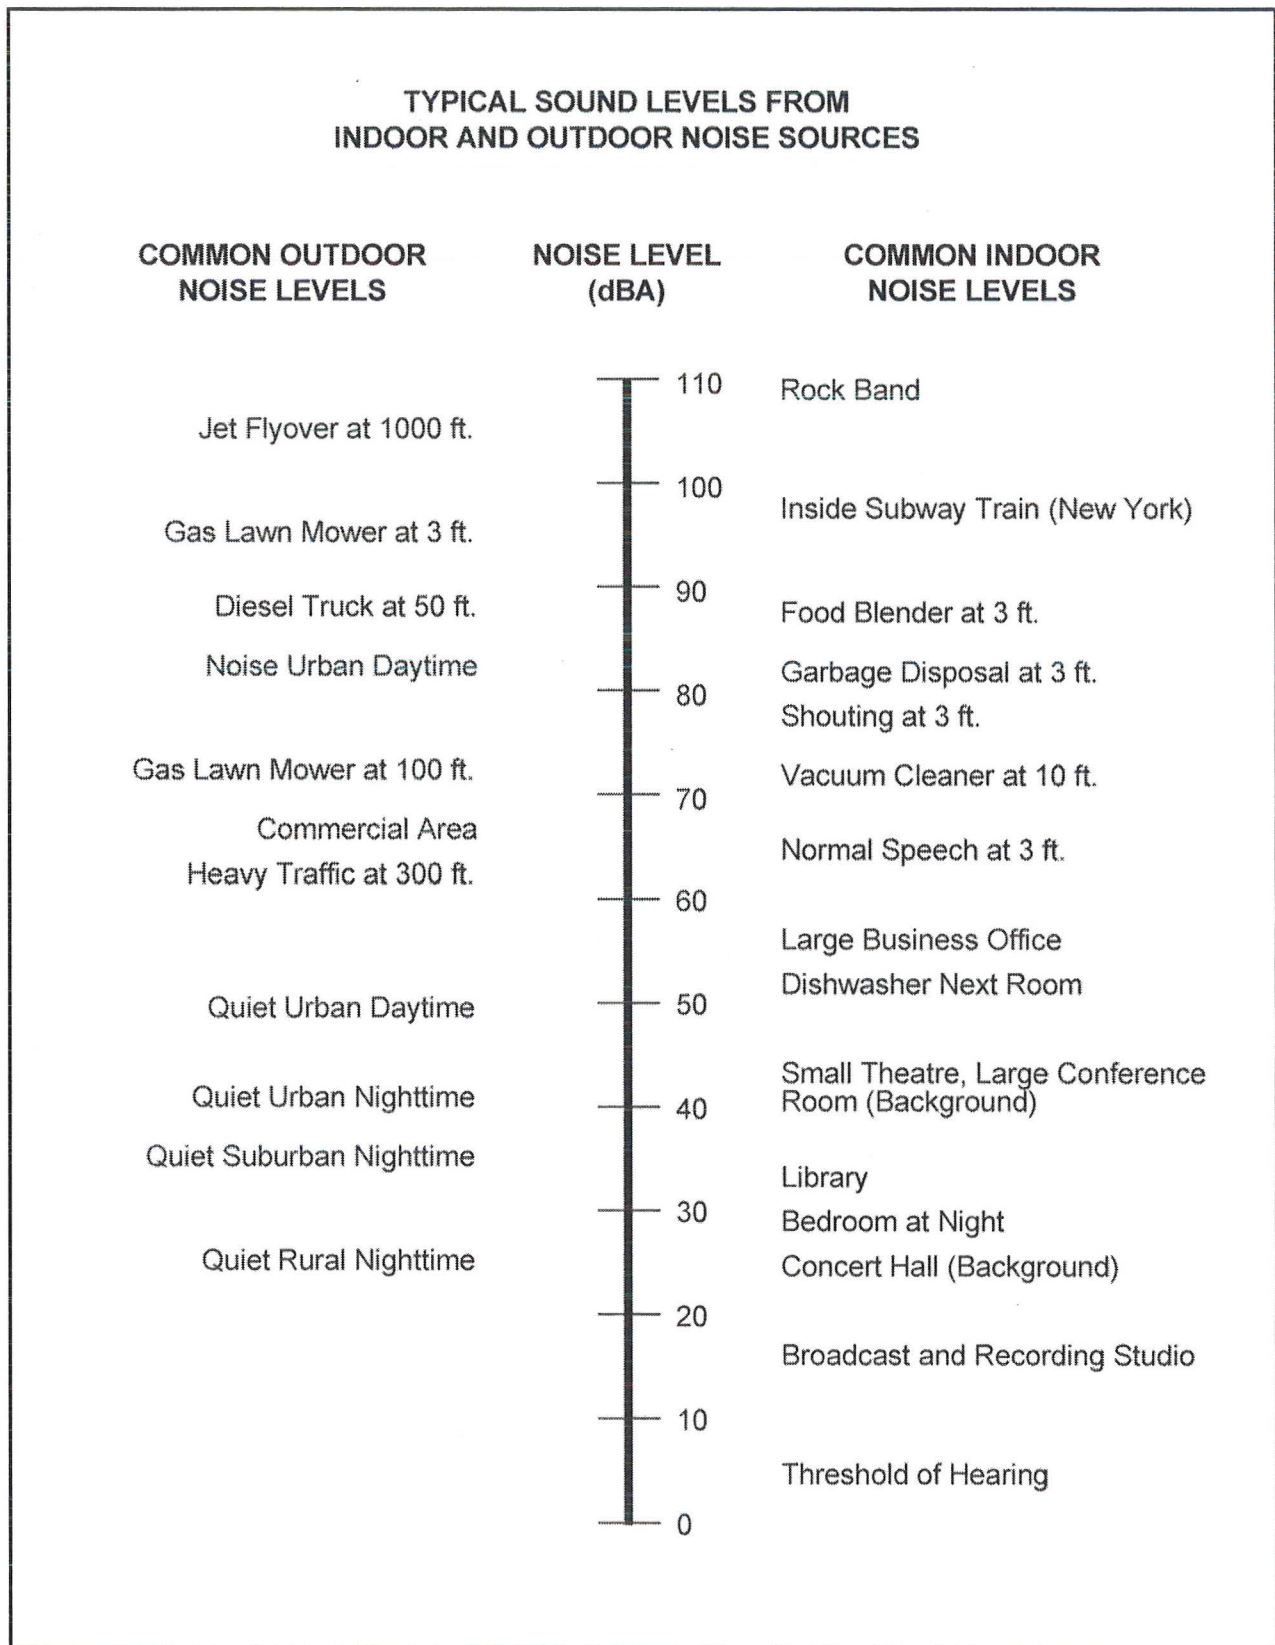 TYPICAL SOUND LEVELS FROM
INDOOR AND OUTDOOR NOISE SOURCES
COMMON OUTDOOR
NOISE LEVELS
NOISE LEVEL
(dBA)
COMMON INDOOR
NOISE LEVELS
110
Rock Band
Jet Flyover at 1000 ft.
100
Inside Subway Train (New York)
Gas Lawn Mower at 3 ft.
90
Diesel Truck at 50 ft.
Food Blender at 3 ft.
Noise Urban Daytime
Garbage Disposal at 3 ft.
80
Shouting at 3 ft.
Gas Lawn Mower at 100 ft.
Vacuum Cleaner at 10 ft.
70
Commercial Area
Normal Speech at 3 ft.
Heavy Traffic at 300 ft.
60
Large Business Office
Dishwasher Next Room
50
Quiet Urban Daytime
Small Theatre, Large Conference
Room (Background)
Quiet Urban Nighttime
40
Quiet Suburban Nighttime
Library
30
Bedroom at Night
Quiet Rural Nighttime
Concert Hall (Background)
20
Broadcast and Recording Studio
10
Threshold of Hearing
0